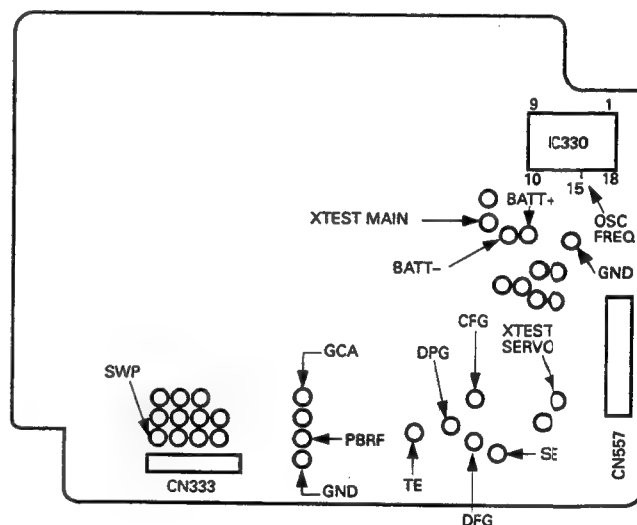 9 1
IC330
10 15 18
BATT+
XTEST MAIN
OSC
FREQ
BATT–
GND
CFG
XTEST
SERVO
GCA
DPG
SWP
PBRF
SE
TE
CN333
GND
CN557
DFG